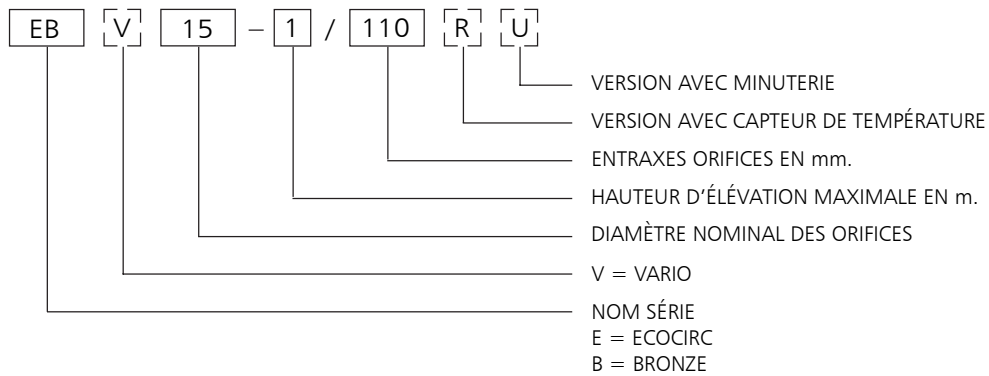 EB V 15 – 1 / 110 R U
VERSION AVEC MINUTERIE
VERSION AVEC CAPTEUR DE TEMPÉRATURE
ENTRAXES ORIFICES EN mm.
HAUTEUR D’ÉLÉVATION MAXIMALE EN m.
DIAMÈTRE NOMINAL DES ORIFICES
V = VARIO
NOM SÉRIE
E = ECOCIRC
B = BRONZE